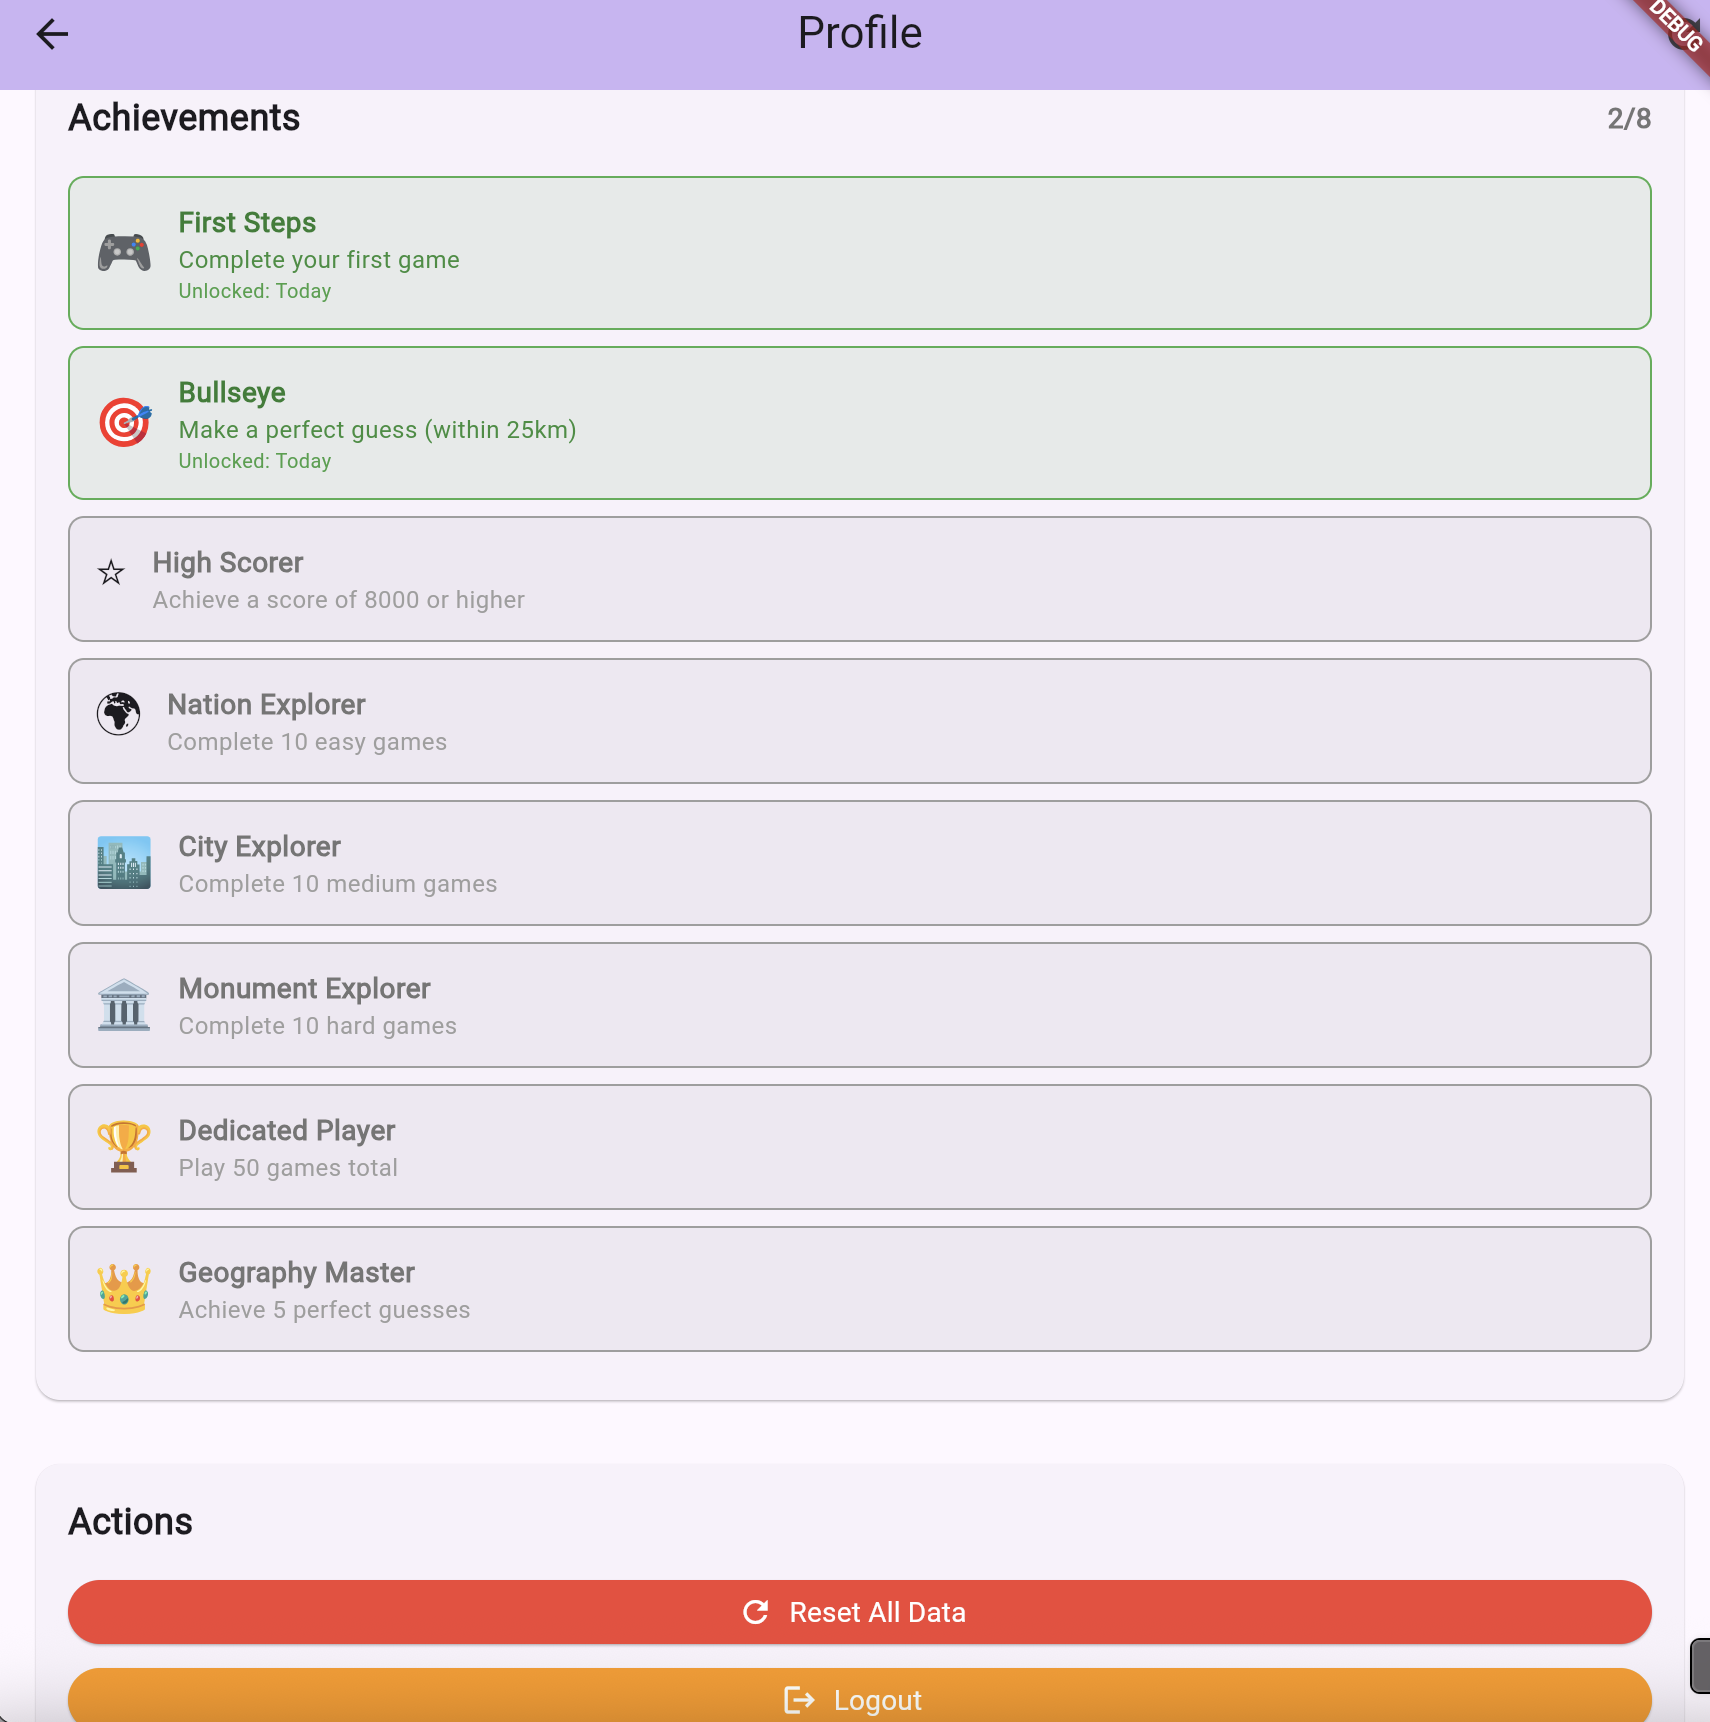 Profile
DEBUG
Achievements
2/8
First Steps
Complete your first game
Unlocked: Today
Bullseye
Make a perfect guess (within 25km)
Unlocked: Today
High Scorer
Achieve a score of 8000 or higher
Nation Explorer
Complete 10 easy games
City Explorer
Complete 10 medium games
Monument Explorer
Complete 10 hard games
Dedicated Player
Play 50 games total
Geography Master
Achieve 5 perfect guesses
Actions
Reset All Data
Logout